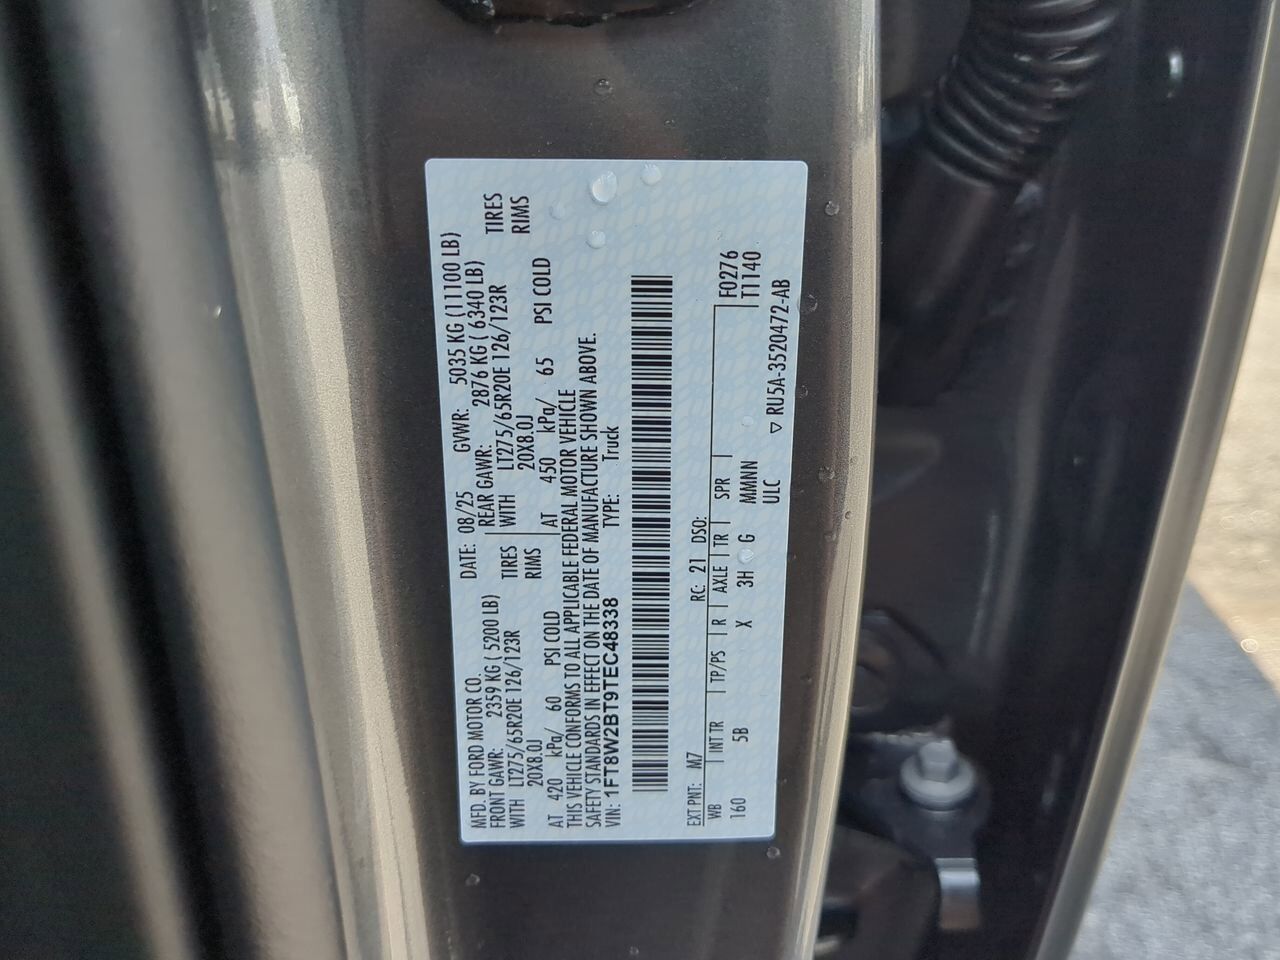 MFD. BY FORD MOTOR CO.
DATE: 08/25 GVWR: 5035 KG (11100 LB)
FRONT GAWR: 2359 KG ( 5200 LB) REAR GAWR: 2876 KG ( 6340 LB)
WITH LT275/65R20E 126/123R TIRES WITH LT275/65R20E 126/123R TIRES
20X8.0J RIMS 20X8.0J RIMS
AT 420 kPa/ 60 PSI COLD AT 450 kPa/ 65 PSI COLD
THIS VEHICLE CONFORMS TO ALL APPLICABLE FEDERAL MOTOR VEHICLE
SAFETY STANDARDS IN EFFECT ON THE DATE OF MANUFACTURE SHOWN ABOVE.
VIN: 1FT8W2BT9TEC48338 TYPE: Truck
EXT PNT: M7 RC: 21 DSO: F0276
WB INT TR TP/PS R AXLE TR SPR T1140
160 5B X 3H G MMNNN
ULC ▽ RU5A-3520472-AB